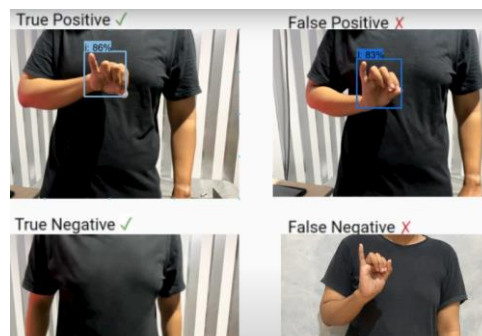 True Positive ✓
False Positive ✗
i: 86%
i: 83%
True Negative ✓
False Negative ✗